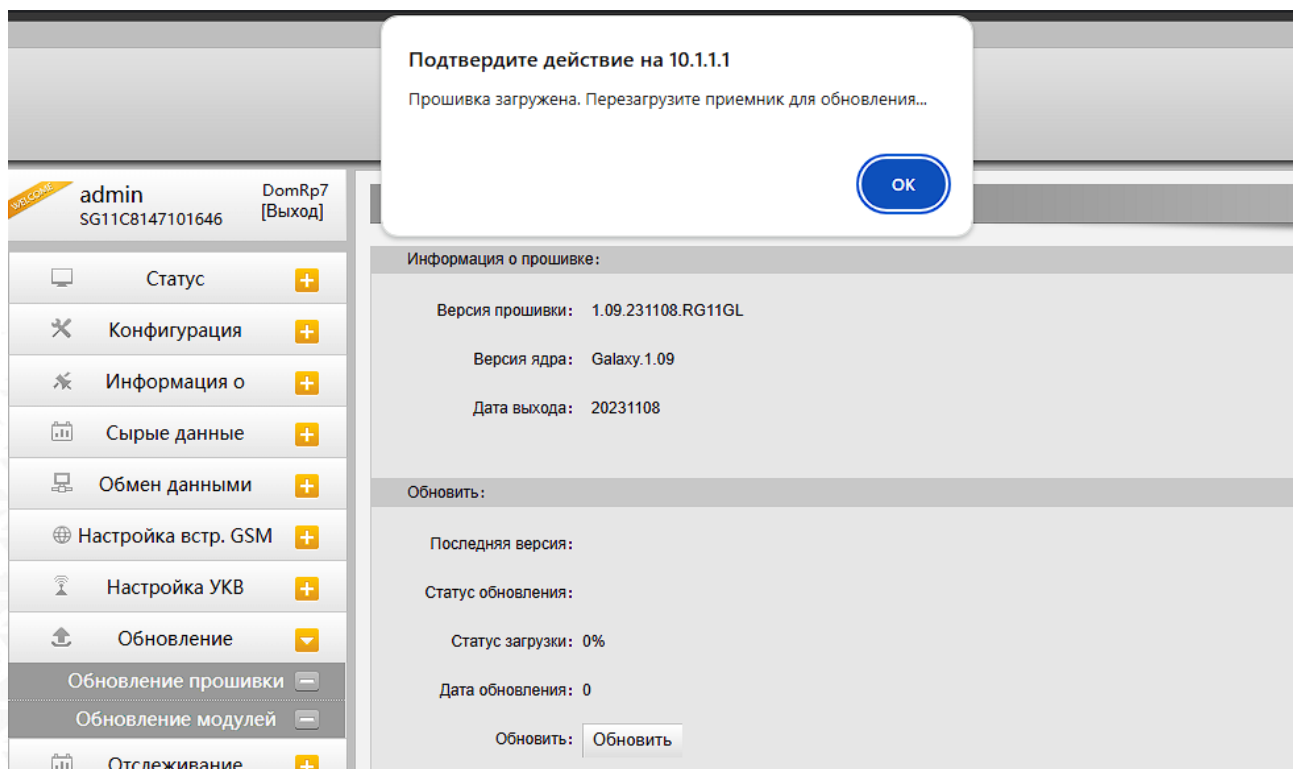 Подтвердите действие на 10.1.1.1
Прошивка загружена. Перезагрузите приемник для обновления...
ОК
WELCOME
admin
DomRp7
SG11C8147101646
[Выход]
Статус
Конфигурация
Информация о
Сырые данные
Обмен данными
Настройка встр. GSM
Настройка УКВ
Обновление
Обновление прошивки
Обновление модулей
Отслеживание
Информация о прошивке:
Версия прошивки: 1.09.231108.RG11GL
Версия ядра: Galaxy.1.09
Дата выхода: 20231108
Обновить:
Последняя версия:
Статус обновления:
Статус загрузки: 0%
Дата обновления: 0
Обновить: Обновить